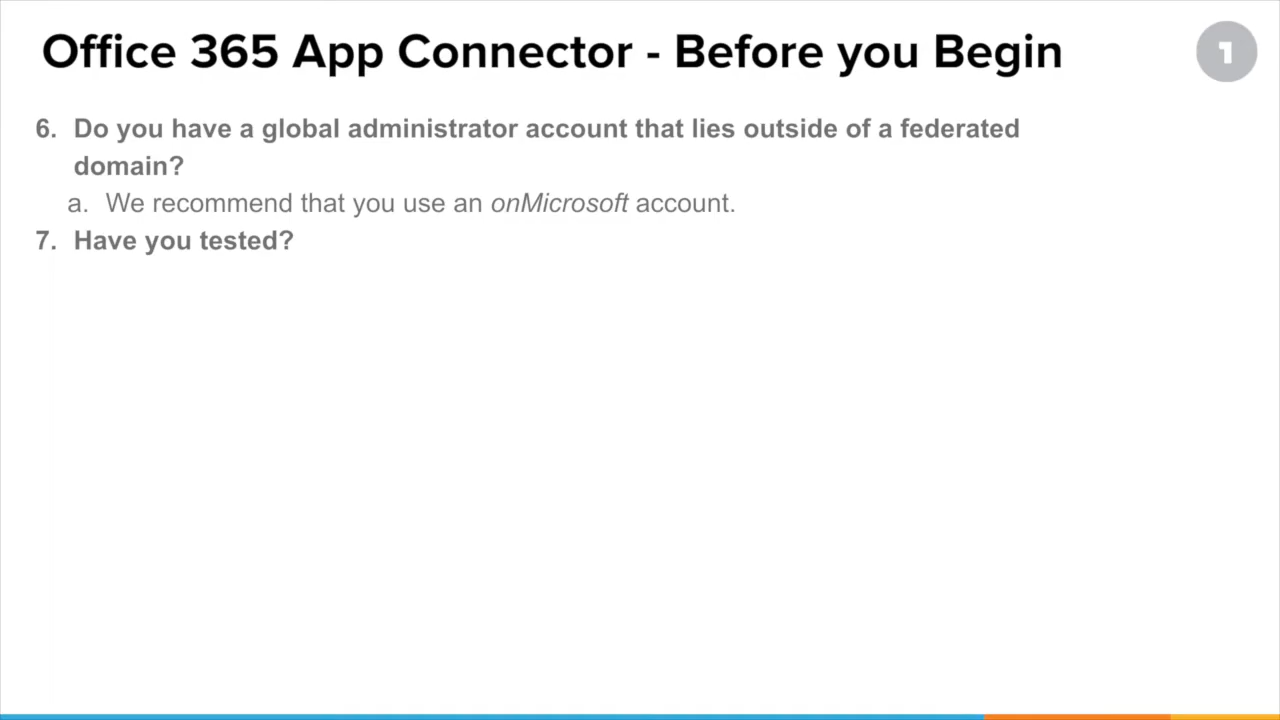 Office 365 App Connector - Before you Begin
1
6. Do you have a global administrator account that lies outside of a federated
domain?
a. We recommend that you use an onMicrosoft account.
7. Have you tested?